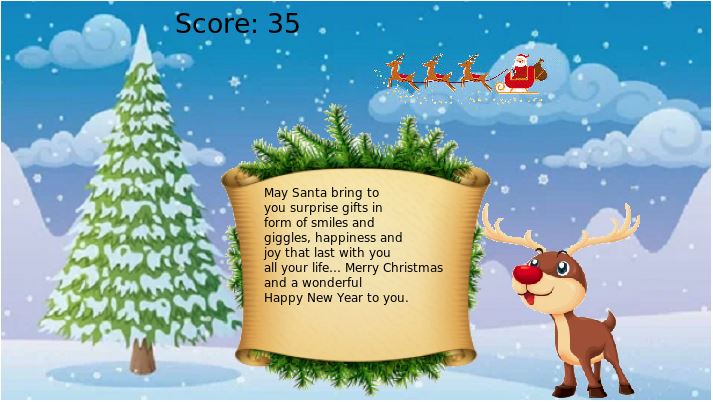 Score: 35
May Santa bring to
you surprise gifts in
form of smiles and
giggles, happiness and
joy that last with you
all your life... Merry Christmas
and a wonderful
Happy New Year to you.